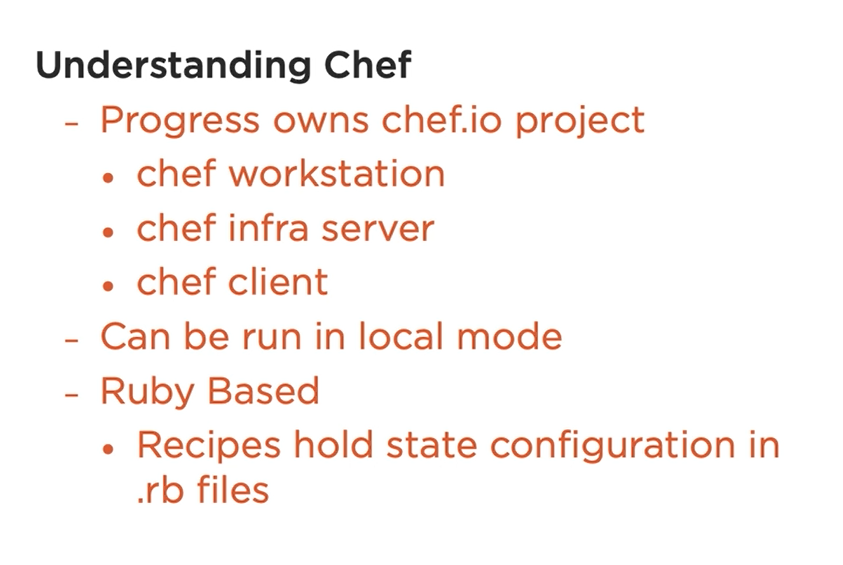 Understanding Chef
– Progress owns chef.io project
• chef workstation
• chef infra server
• chef client
– Can be run in local mode
– Ruby Based
• Recipes hold state configuration in
.rb files